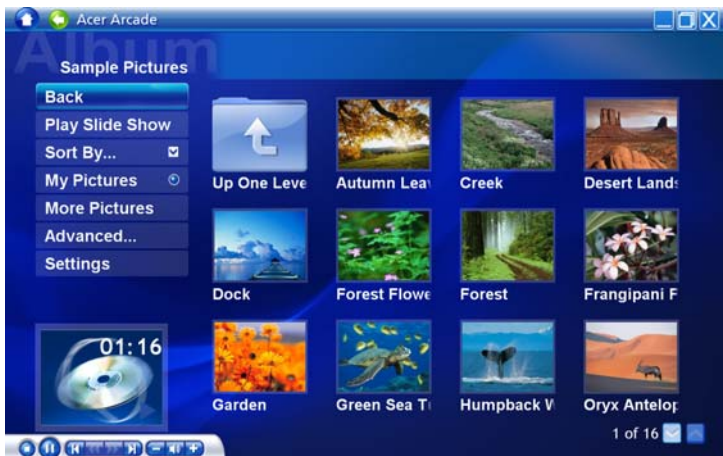 Acer Arcade
Album
Sample Pictures
Back
Play Slide Show
Sort By...
My Pictures
More Pictures
Advanced...
Settings
01:16
Up One Leve
Autumn Lea
Creek
Desert Lands
Dock
Forest Flowe
Forest
Frangipani F
Garden
Green Sea T
Humpback W
Oryx Antelop
1 of 16